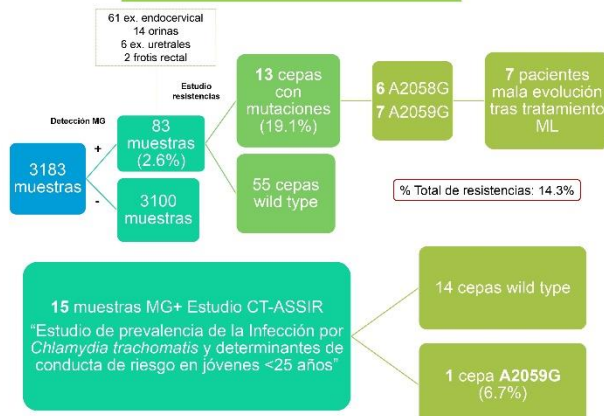 61 ex. endocervical
14 orinas
6 ex. uretrales
2 frotis rectal
Estudio
resistencias
Detección MG
+
-
3183
muestras
83
muestras
(2.6%)
3100
muestras
13 cepas
con
mutaciones
(19.1%)
55 cepas
wild type
6 A2058G
7 A2059G
7
pacientes
mala evolución
tras tratamiento
ML
% Total de resistencias: 14.3%
15 muestras MG+ Estudio CT-ASSIR
“Estudio de prevalencia de la Infección por
Chlamydia trachomatis y determinantes de
conducta de riesgo en jóvenes <25 años”
14 cepas wild type
1 cepa A2059G
(6.7%)